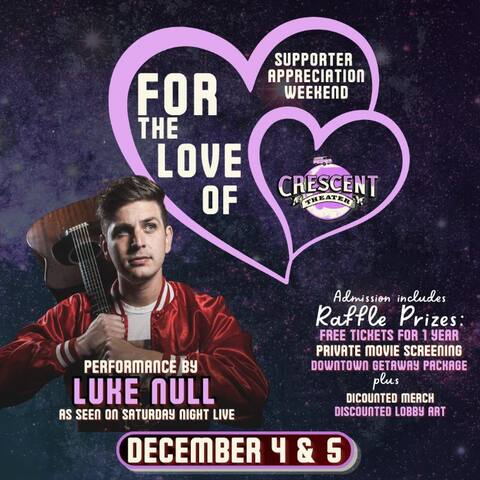 SUPPORTER
APPRECIATION
WEEKEND
FOR
THE
LOVE
OF
CRESCENT
THEATER
Admission includes
Raffle Prizes:
FREE TICKETS FOR 1 YEAR
PRIVATE MOVIE SCREENING
DOWNTOWN GETAWAY PACKAGE
plus
DICOUNTED MERCH
DISCOUNTED LOBBY ART
PERFORMANCE BY
LUKE NULL
AS SEEN ON SATURDAY NIGHT LIVE
DECEMBER 4 & 5